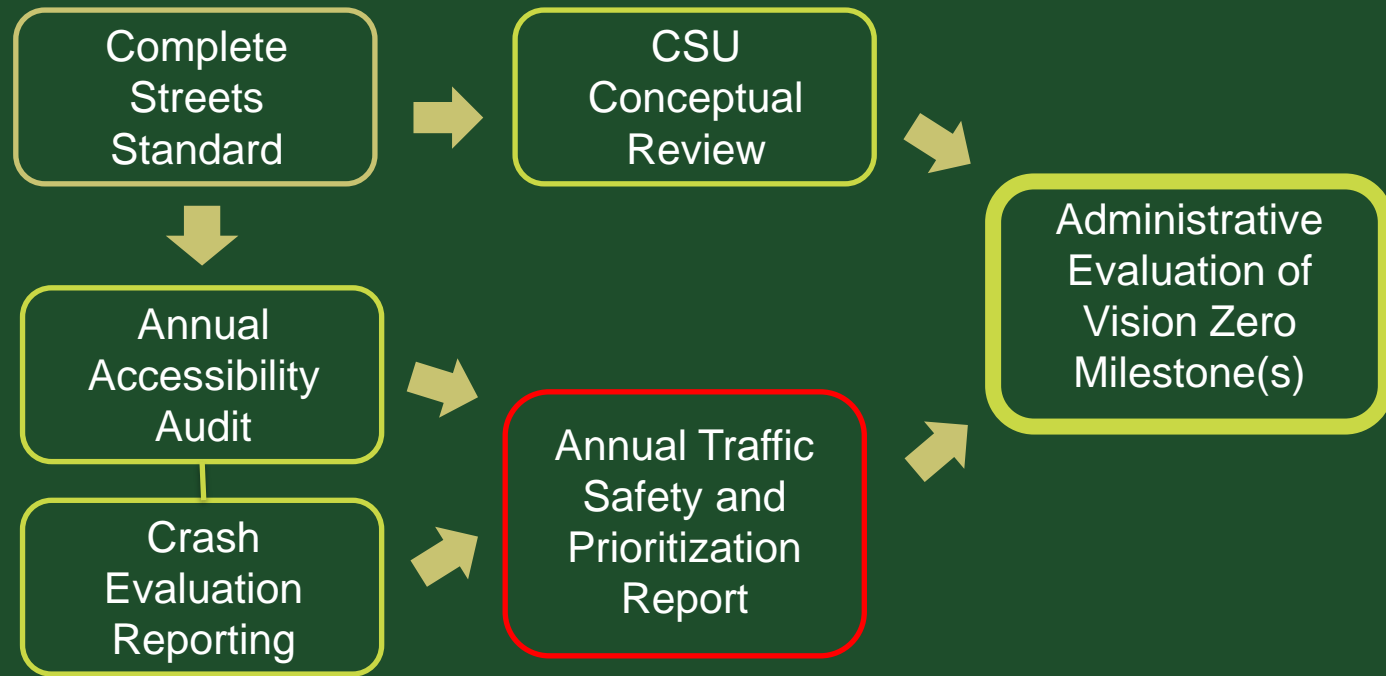 Complete
Streets
Standard
CSU
Conceptual
Review
Administrative
Evaluation of
Vision Zero
Milestone(s)
Annual
Accessibility
Audit
Annual Traffic
Safety and
Prioritization
Report
Crash
Evaluation
Reporting